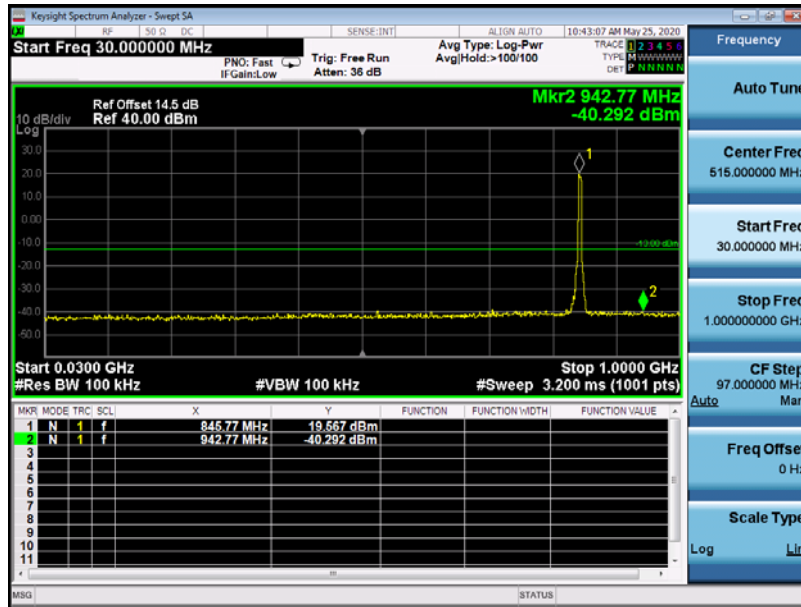 Keysight Spectrum Analyzer - Swept SA
RF 50 Ω DC SENSE:INT ALIGN AUTO 10:43:07 AM May 25, 2020
Start Freq 30.000000 MHz
PNO: Fast
IFGain:Low
Trig: Free Run
Atten: 36 dB
Avg Type: Log-Pwr
Avg|Hold:>100/100
TRACE 1 2 3 4 5 6
TYPE M WWWWW
DET P N N N N N
Ref Offset 14.5 dB
Ref 40.00 dBm
10 dB/div
Log
Mkr2 942.77 MHz
-40.292 dBm
30.0
20.0
10.0
0.00
-10.0
-20.0
-30.0
-40.0
-50.0
1
-13.00 dBm
2
Start 0.0300 GHz
Stop 1.0000 GHz
#Res BW 100 kHz
#VBW 100 kHz
#Sweep 3.200 ms (1001 pts)
MKR MODE TRC SCL X Y FUNCTION FUNCTION WIDTH FUNCTION VALUE
1 N 1 f 845.77 MHz 19.567 dBm
2 N 1 f 942.77 MHz -40.292 dBm
3
4
5
6
7
8
9
10
11
MSG
STATUS
Frequency
Auto Tune
Center Freq
515.000000 MHz
Start Freq
30.000000 MHz
Stop Freq
1.000000000 GHz
CF Step
97.000000 MHz
Auto Man
Freq Offset
0 Hz
Scale Type
Log Lin